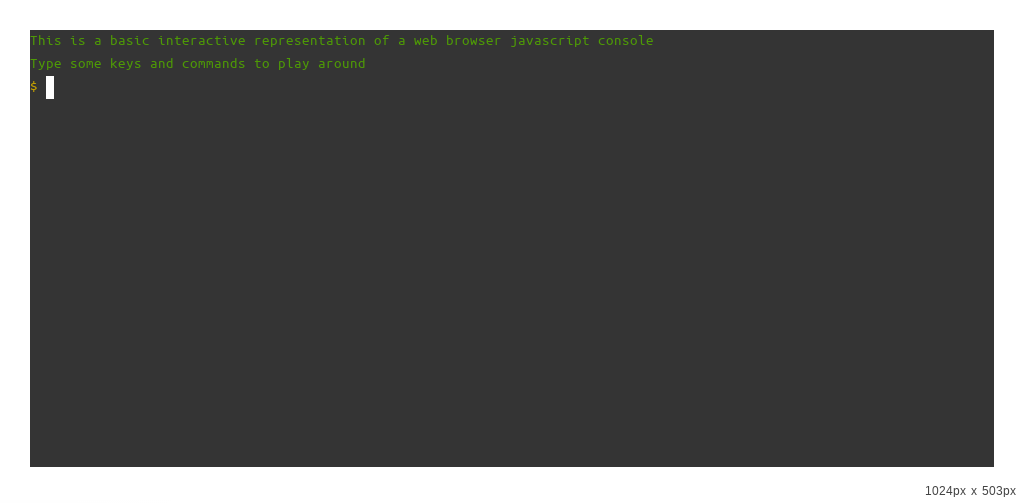 This is a basic interactive representation of a web browser javascript console
Type some keys and commands to play around
$
1024px x 503px